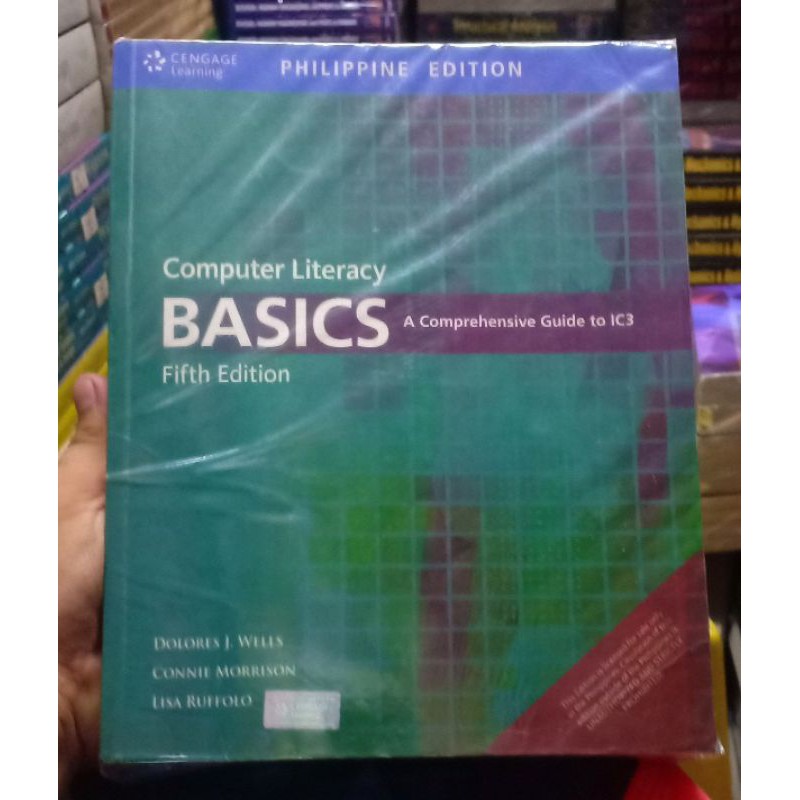 CENGAGE
Learning
PHILIPPINE EDITION
Computer Literacy
BASICS
A Comprehensive Guide to IC3
Fifth Edition
DOLORES J. WELLS
CONNIE MORRISON
LISA RUFFOLO